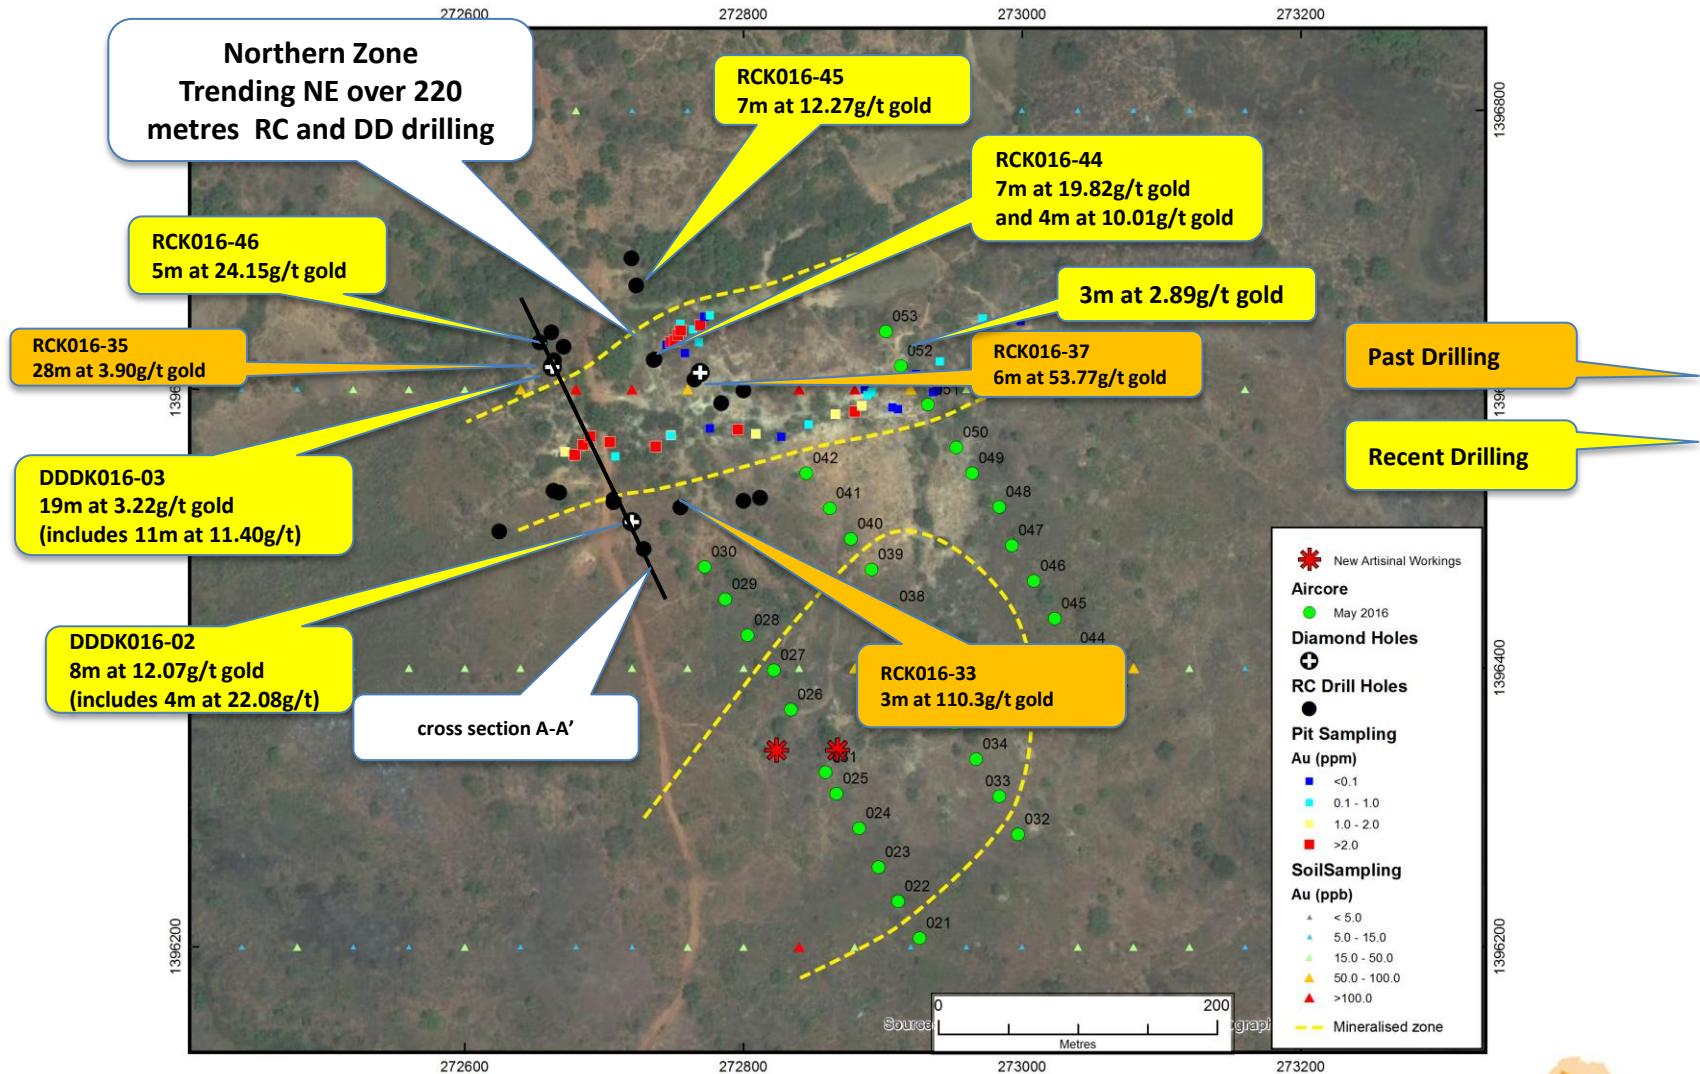 272600
272800
273000
273200
Northern Zone
Trending NE over 220
metres RC and DD drilling
RCK016-45
7m at 12.27g/t gold
1396800
1396800
RCK016-44
7m at 19.82g/t gold
and 4m at 10.01g/t gold
RCK016-46
5m at 24.15g/t gold
3m at 2.89g/t gold
053
052
RCK016-35
28m at 3.90g/t gold
RCK016-37
6m at 53.77g/t gold
Past Drilling
Recent Drilling
050
049
048
047
046
045
044
042
041
040
039
038
030
029
028
027
026
DDDK016-03
19m at 3.22g/t gold
(includes 11m at 11.40g/t)
DDDK016-02
8m at 12.07g/t gold
(includes 4m at 22.08g/t)
cross section A-A’
RCK016-33
3m at 110.3g/t gold
1396400
034
033
032
025
024
023
022
021
1396200
1396200
New Artisinal Workings
Aircore
May 2016
Diamond Holes
RC Drill Holes
Pit Sampling
Au (ppm)
<0.1
0.1 - 1.0
1.0 - 2.0
>2.0
SoilSampling
Au (ppb)
< 5.0
5.0 - 15.0
15.0 - 50.0
50.0 - 100.0
>100.0
Mineralised zone
0
200
Metres
272600
272800
273000
273200